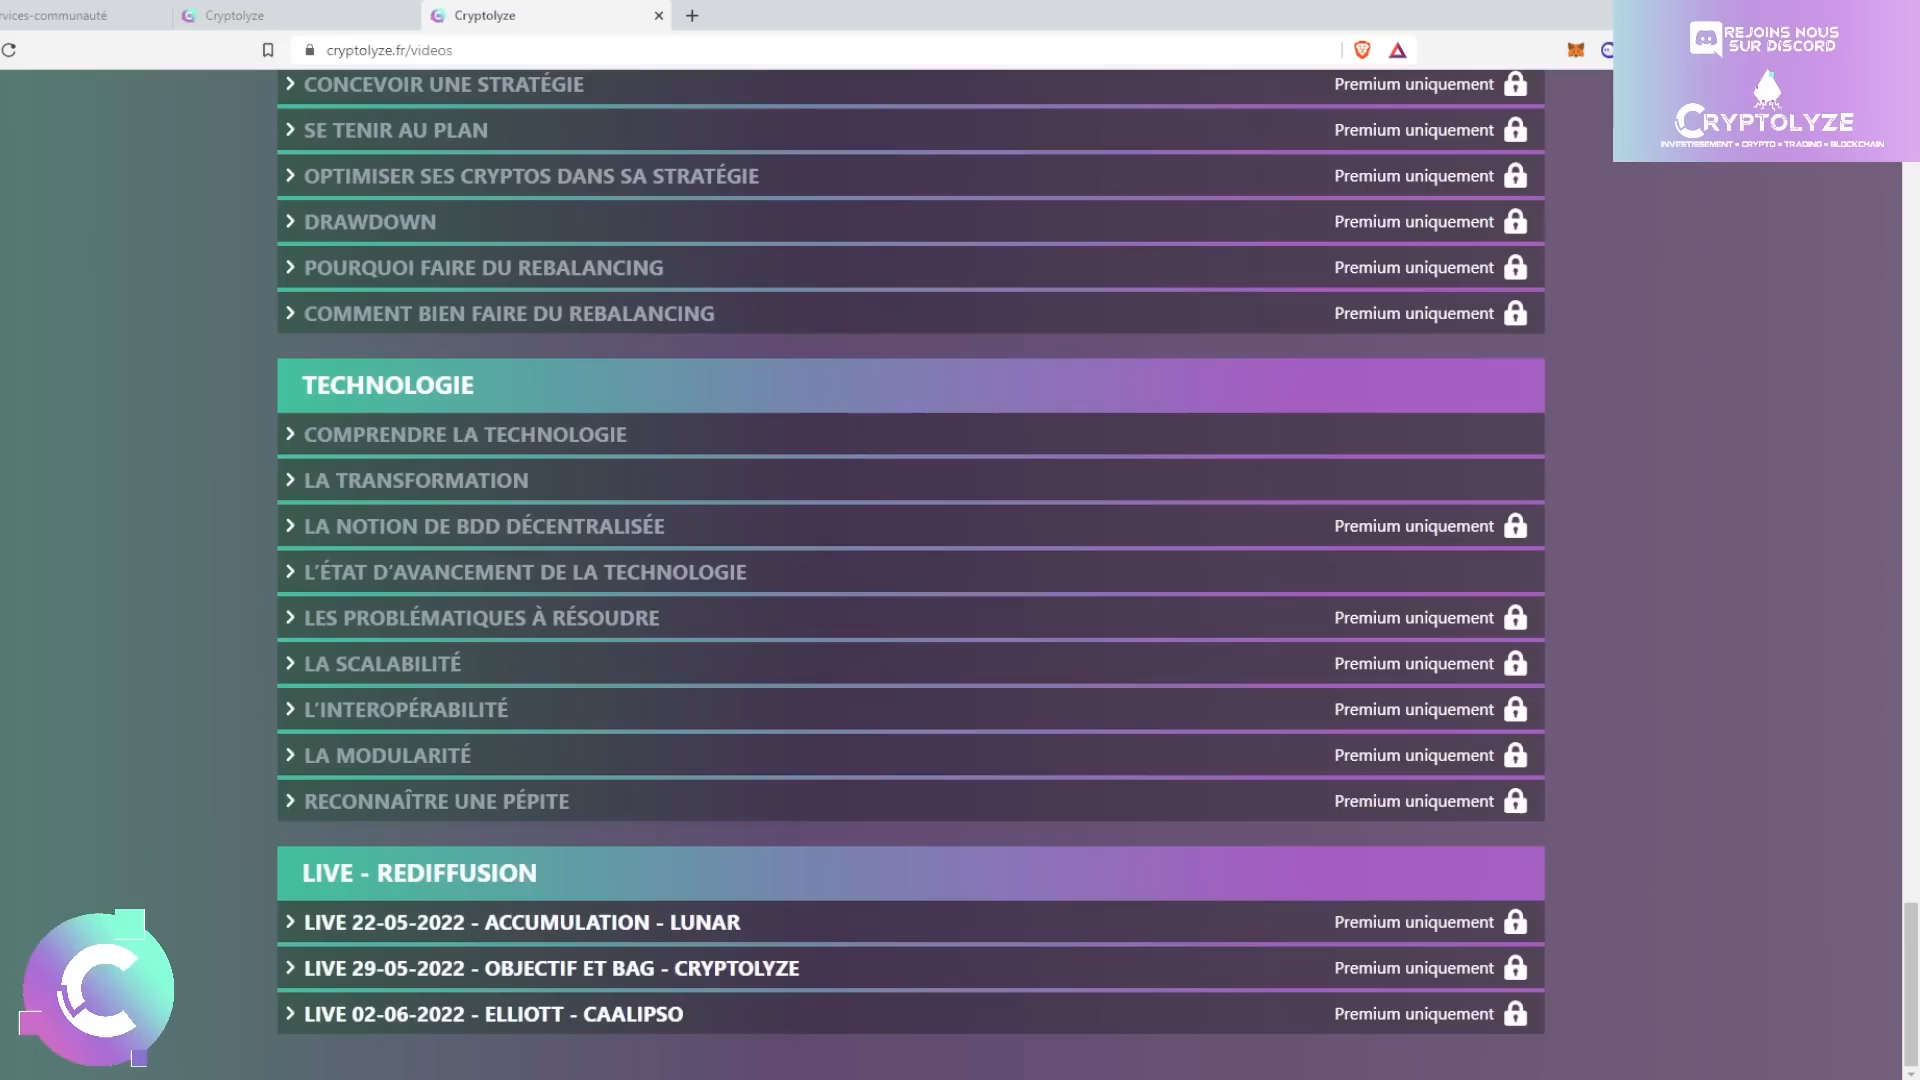 rvices-communauté
Cryptolyze
Cryptolyze
cryptolyze.fr/videos
REJOINS NOUS
SUR DISCORD
CRYPTOLYZE
INVESTISSEMENT • CRYPTO • TRADING • BLOCKCHAIN
CONCEVOIR UNE STRATÉGIE Premium uniquement
SE TENIR AU PLAN Premium uniquement
OPTIMISER SES CRYPTOS DANS SA STRATÉGIE Premium uniquement
DRAWDOWN Premium uniquement
POURQUOI FAIRE DU REBALANCING Premium uniquement
COMMENT BIEN FAIRE DU REBALANCING Premium uniquement
TECHNOLOGIE
COMPRENDRE LA TECHNOLOGIE
LA TRANSFORMATION
LA NOTION DE BDD DÉCENTRALISÉE Premium uniquement
L’ÉTAT D’AVANCEMENT DE LA TECHNOLOGIE
LES PROBLÉMATIQUES À RÉSOUDRE Premium uniquement
LA SCALABILITÉ Premium uniquement
L’INTEROPÉRABILITÉ Premium uniquement
LA MODULARITÉ Premium uniquement
RECONNAÎTRE UNE PÉPITE Premium uniquement
LIVE - REDIFFUSION
LIVE 22-05-2022 - ACCUMULATION - LUNAR Premium uniquement
LIVE 29-05-2022 - OBJECTIF ET BAG - CRYPTOLYZE Premium uniquement
LIVE 02-06-2022 - ELLIOTT - CAALIPSO Premium uniquement